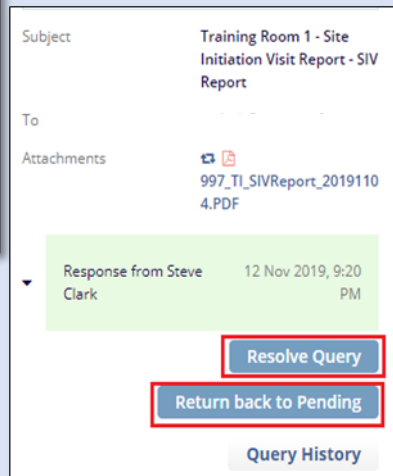 Subject Training Room 1 - Site
Initiation Visit Report - SIV
Report
To
Attachments
997_TI_SIVReport_2019110
4.PDF
Response from Steve 12 Nov 2019, 9:20
Clark PM
Resolve Query
Return back to Pending
Query History